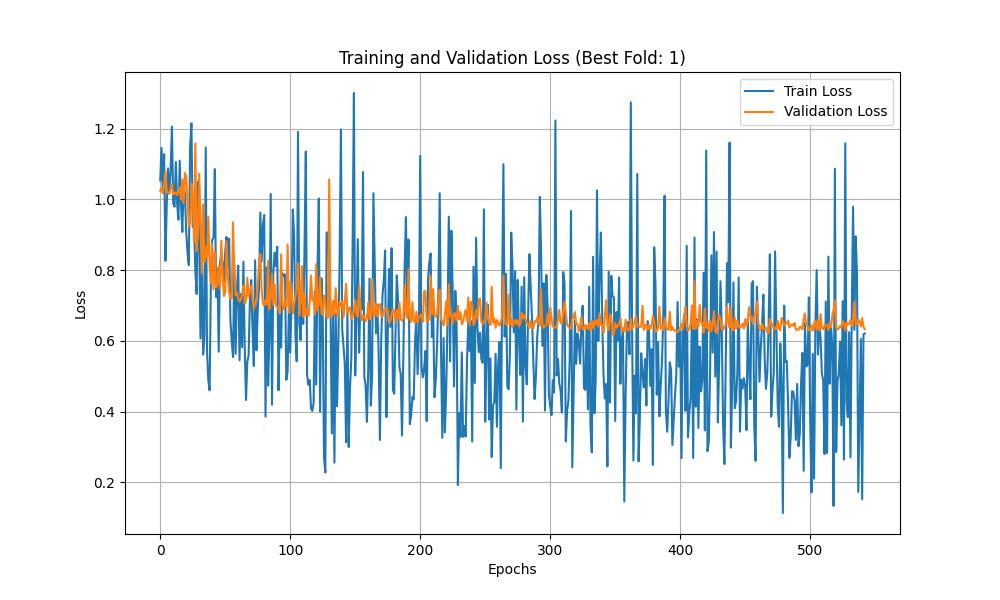 Training and Validation Loss (Best Fold: 1)
Train Loss
Validation Loss
Loss
1.2
1.0
0.8
0.6
0.4
0.2
0 100 200 300 400 500
Epochs